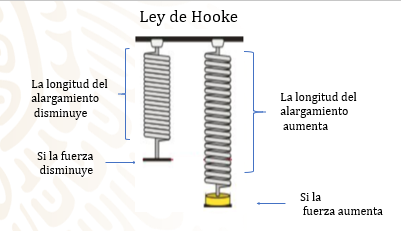 Ley de Hooke
La longitud del
alargamiento
disminuye
Si la fuerza
disminuye
La longitud del
alargamiento
aumenta
Si la
fuerza aumenta